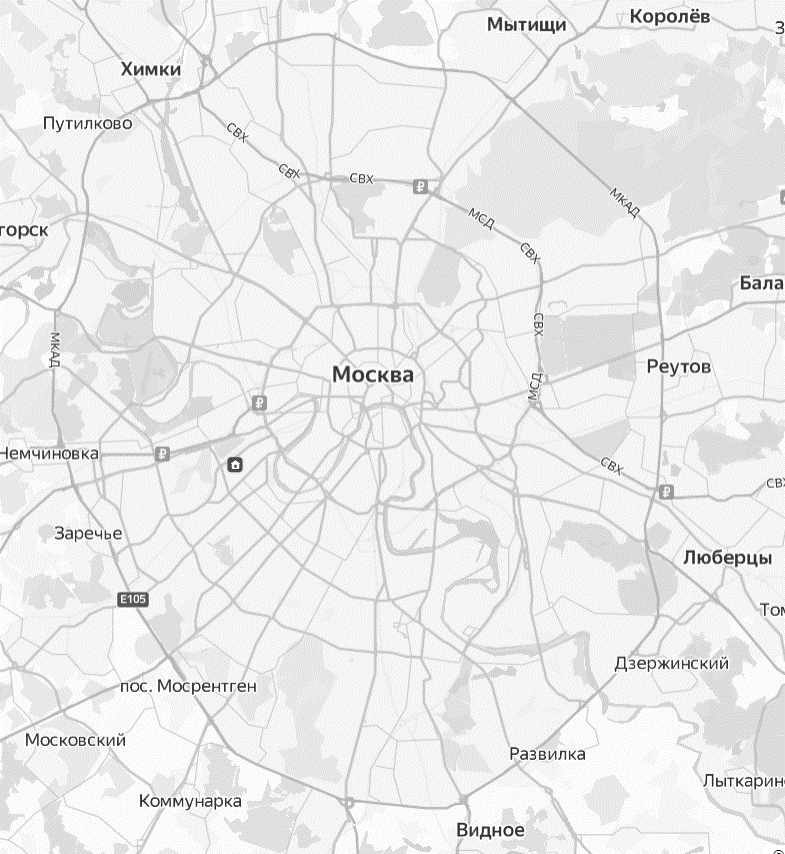 Королёв
Мытищи
З
Химки
Путилково
СВХ
СВХ
СВХ
₽
МСД
МКАД
горск
СВХ
Бала
СВХ
МКАД
Москва
Реутов
МСД
₽
Немчиновка
₽
СВХ
СВХ
₽
Заречье
Люберцы
E105
Том
Дзержинский
пос. Мосрентген
Московский
Развилка
Лыткарин
Коммунарка
Видное